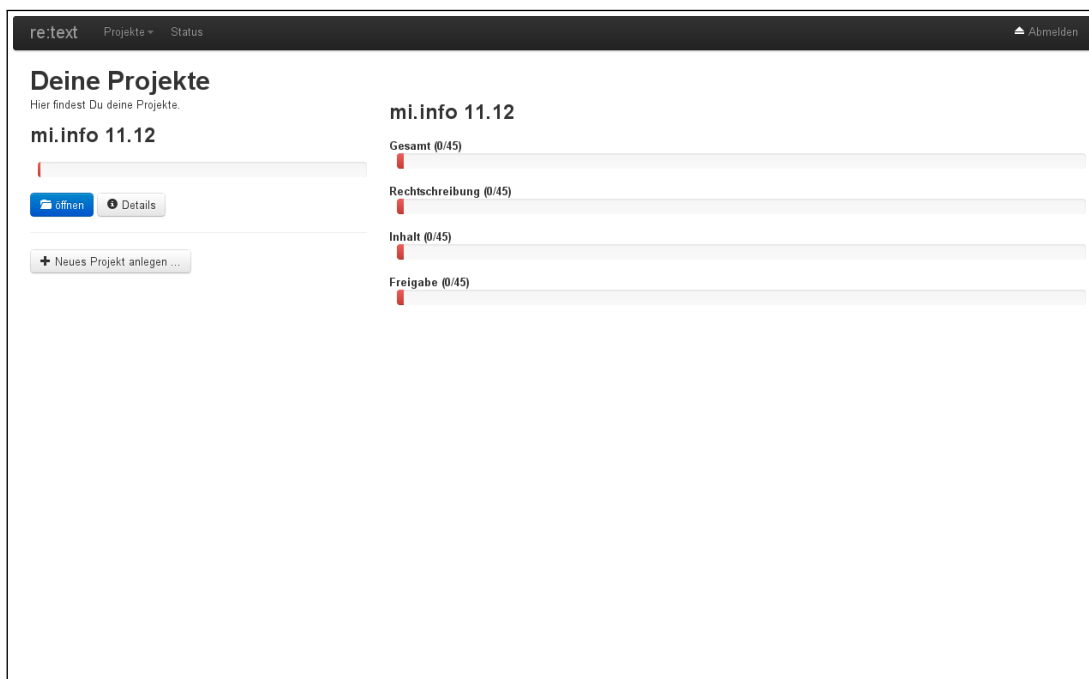 re:text Projekte Status Abmelden
Deine Projekte
Hier findest Du deine Projekte.
mi.info 11.12
öffnen Details
Neues Projekt anlegen ...
mi.info 11.12
Gesamt (0/45)
Rechtschreibung (0/45)
Inhalt (0/45)
Freigabe (0/45)